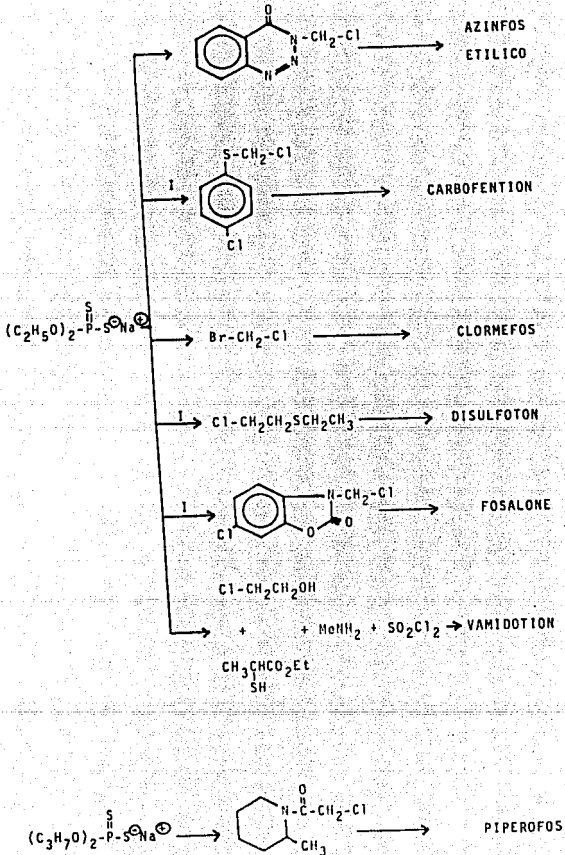 O
N-CH2-Cl
N
N
AZINFOS
ETILICO
S-CH2-Cl
I
Cl
CARBOFENTION
S
(C2H5O)2-P-S⊖Na⊕
Br-CH2-Cl
CLORMEFOS
I
Cl-CH2CH2SCH2CH3
DISULFOTON
I
N-CH2-Cl
Cl
O
O
FOSALONE
Cl-CH2CH2OH
+ + MeNH2 + SO2Cl2 → VAMIDOTION
CH3CHCO2Et
SH
S
(C3H7O)2-P-S⊖Na⊕
O
N-C-CH2-Cl
CH3
PIPEROFOS